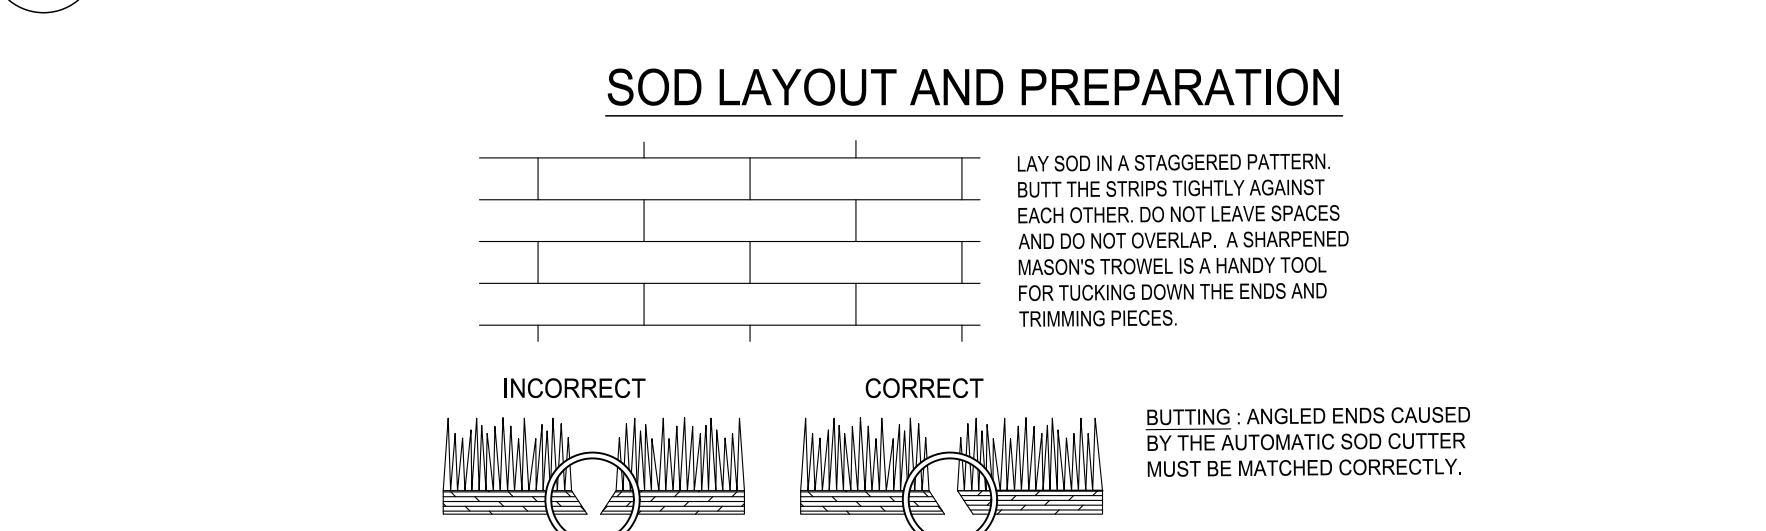 SOD LAYOUT AND PREPARATION
LAY SOD IN A STAGGERED PATTERN.
BUTT THE STRIPS TIGHTLY AGAINST
EACH OTHER. DO NOT LEAVE SPACES
AND DO NOT OVERLAP. A SHARPENED
MASON'S TROWEL IS A HANDY TOOL
FOR TUCKING DOWN THE ENDS AND
TRIMMING PIECES.
INCORRECT
CORRECT
BUTTING : ANGLED ENDS CAUSED
BY THE AUTOMATIC SOD CUTTER
MUST BE MATCHED CORRECTLY.